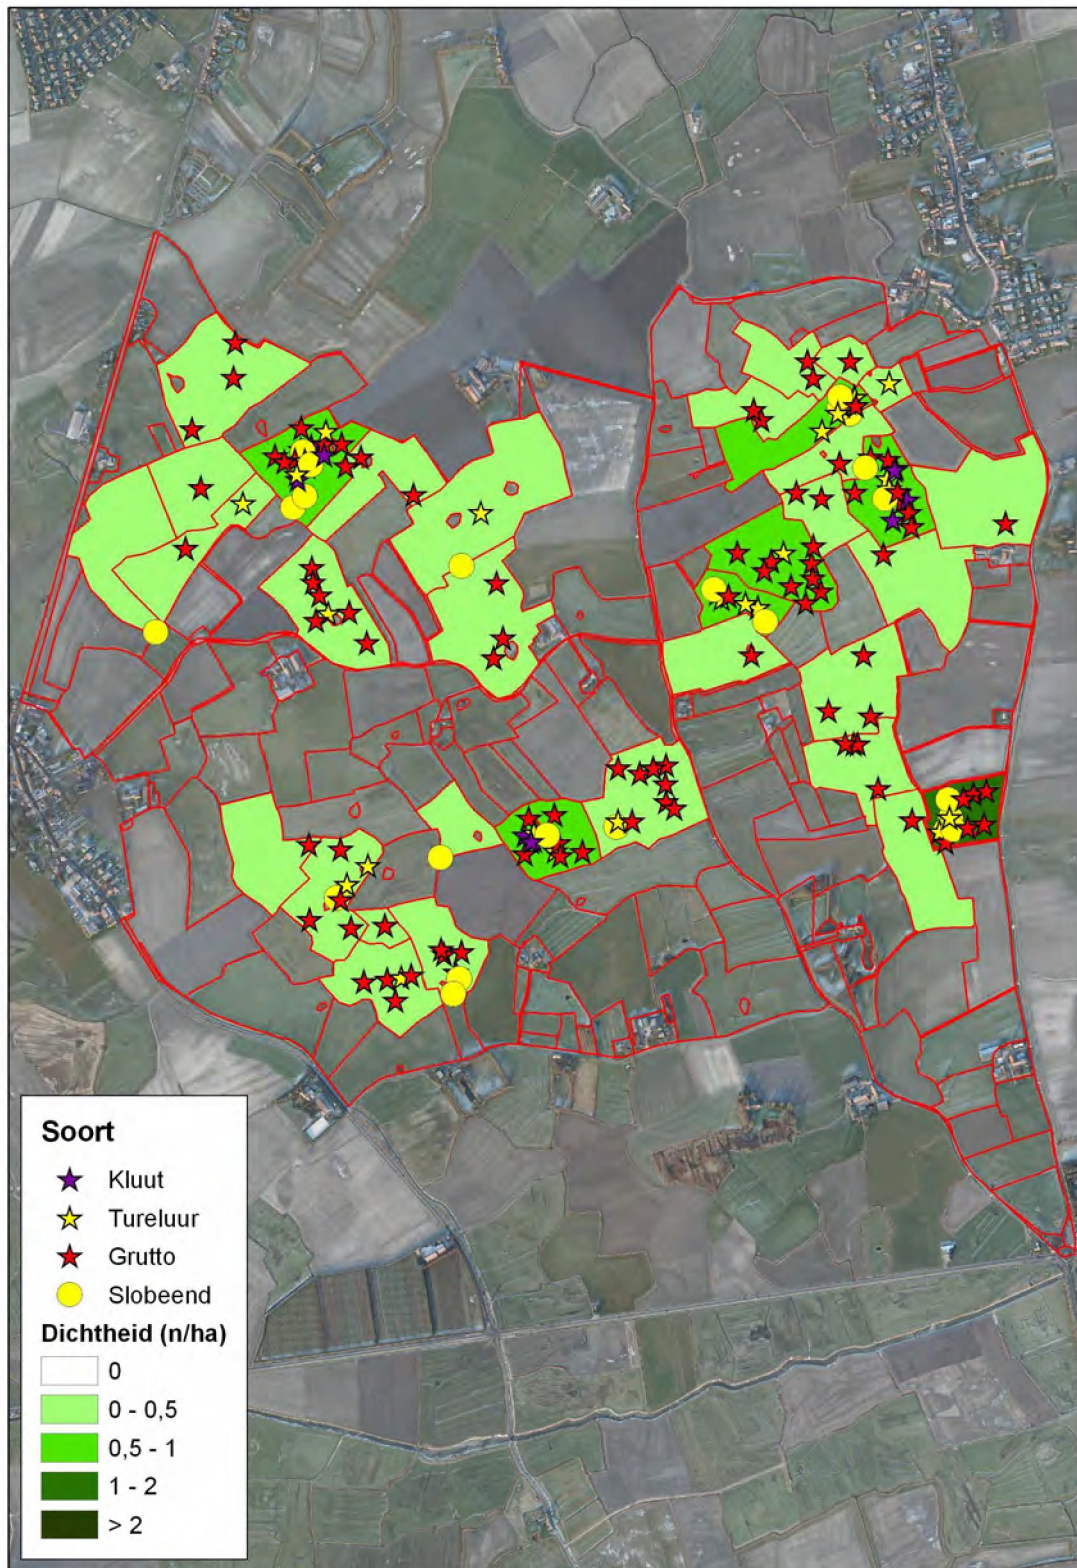 Soort
Kluut
Tureluur
Grutto
Slobeend
Dichtheid (n/ha)
0
0 - 0,5
0,5 - 1
1 - 2
> 2